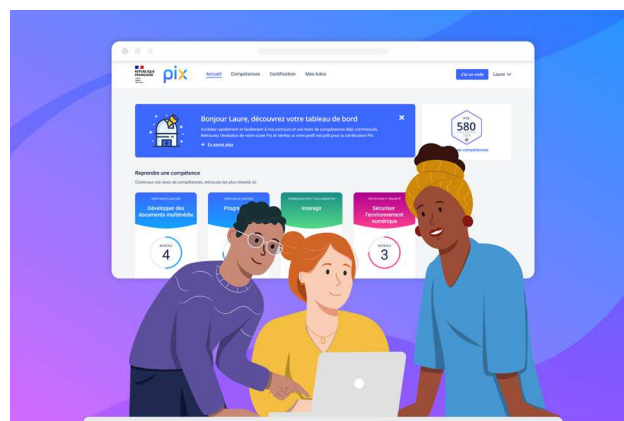 RÉPUBLIQUE
FRANÇAISE
pix
Accueil Compétences Certification Mes tutos
J'ai un code
Laure
Bonjour Laure, découvrez votre tableau de bord
Accédez rapidement et facilement à vos parcours et vos tests de compétences déjà commencés.
Retrouvez l'évolution de votre score Pix et vérifiez si votre profil est prêt pour la certification Pix.
→ En savoir plus
PIX
580
compétences
Reprendre une compétence
Continuez vos tests de compétences, retrouvez les plus récents ici.
Développer des
documents multimédia
NIVEAU
4
Prog
Interagir
Sécuriser
l'environnement
numérique
NIVEAU
3